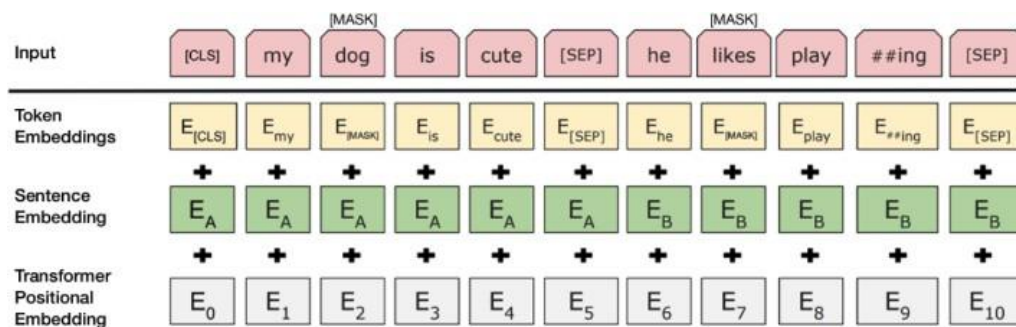 [MASK] [MASK]
Input [CLS] my dog is cute [SEP] he likes play ##ing [SEP]
Token
Embeddings E[CLS] Emy E[MASK] Eis Ecute E[SEP] Ehe E[MASK] Eplay E##ing E[SEP]
+ + + + + + + + + + +
Sentence
Embedding EA EA EA EA EA EA EB EB EB EB EB
+ + + + + + + + + + +
Transformer
Positional
Embedding E0 E1 E2 E3 E4 E5 E6 E7 E8 E9 E10